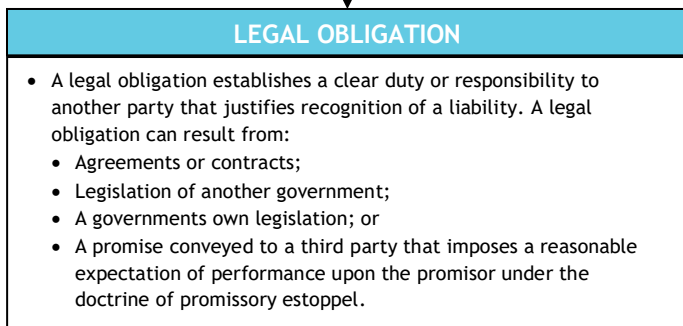 LEGAL OBLIGATION
• A legal obligation establishes a clear duty or responsibility to
another party that justifies recognition of a liability. A legal
obligation can result from:
• Agreements or contracts;
• Legislation of another government;
• A governments own legislation; or
• A promise conveyed to a third party that imposes a reasonable
expectation of performance upon the promisor under the
doctrine of promissory estoppel.